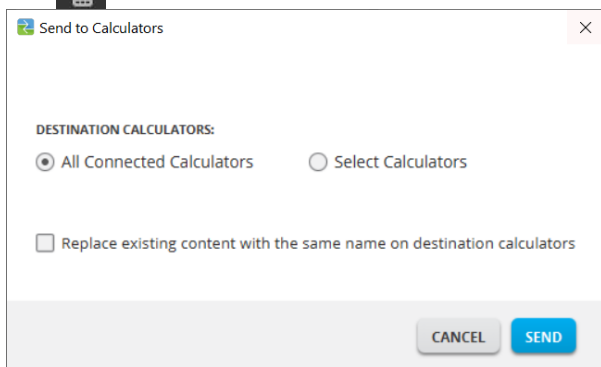 Send to Calculators
DESTINATION CALCULATORS:
All Connected Calculators
Select Calculators
Replace existing content with the same name on destination calculators
CANCEL
SEND